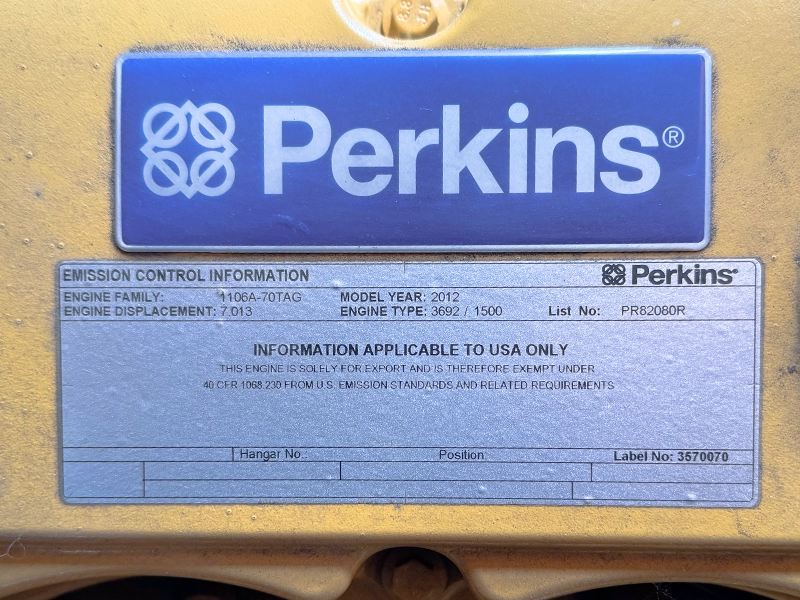 Perkins®
EMISSION CONTROL INFORMATION Perkins®
ENGINE FAMILY: 1106A-70TAG MODEL YEAR: 2012
ENGINE DISPLACEMENT: 7.013 ENGINE TYPE: 3692 / 1500 List No: PR82080R
INFORMATION APPLICABLE TO USA ONLY
THIS ENGINE IS SOLELY FOR EXPORT AND IS THEREFORE EXEMPT UNDER
40 CFR 1068.230 FROM U.S. EMISSION STANDARDS AND RELATED REQUIREMENTS
Hangar No.: Position: Label No: 3570070